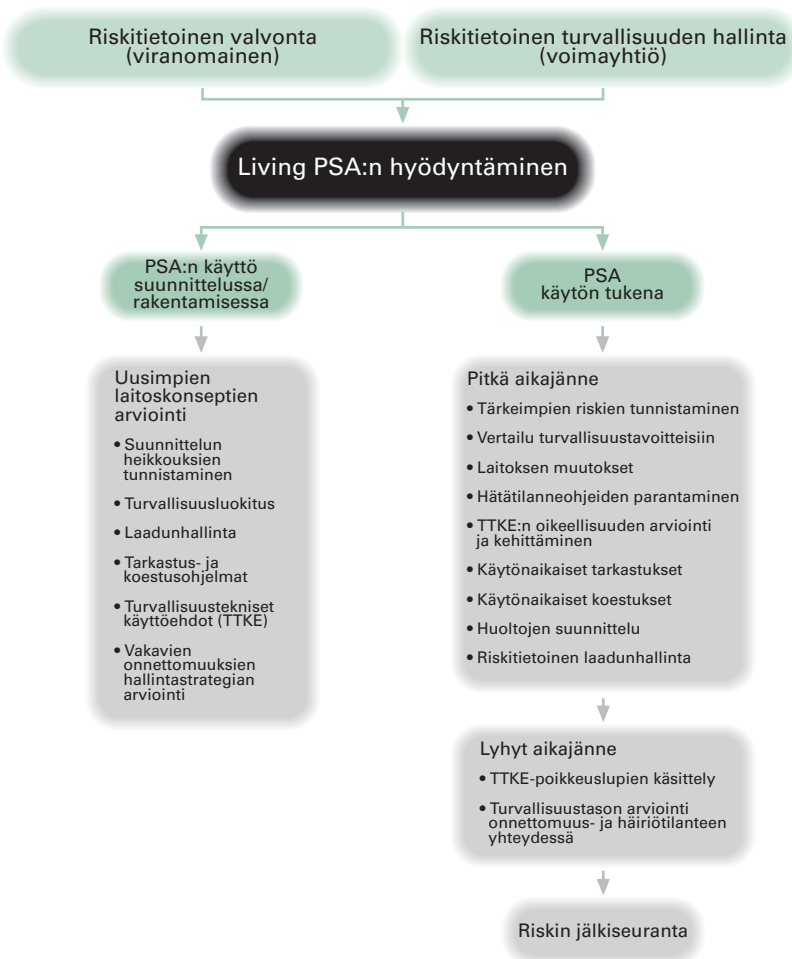 Riskitietoinen valvonta
(viranomainen)
Riskitietoinen turvallisuuden hallinta
(voimayhtiö)
Living PSA:n hyödyntäminen
PSA:n käyttö
suunnittelussa/
rakentamisessa
Uusimpien
laitoskonseptien
arviointi
• Suunnittelun
heikkouksien
tunnistaminen
• Turvallisuusluokitus
• Laadunhallinta
• Tarkastus- ja
koestusohjelmat
• Turvallisuustekniset
käyttöehdot (TTKE)
• Vakavien
onnettomuuksien
hallintastrategian
arviointi
PSA
käytön tukena
Pitkä aikajänne
• Tärkeimpien riskien tunnistaminen
• Vertailu turvallisuustavoitteisiin
• Laitoksen muutokset
• Hätätilanneohjeiden parantaminen
• TTKE:n oikeellisuuden arviointi
ja kehittäminen
• Käytönaikaiset tarkastukset
• Käytönaikaiset koestukset
• Huoltojen suunnittelu
• Riskitietoinen laadunhallinta
Lyhyt aikajänne
• TTKE-poikkeuslupien käsittely
• Turvallisuustason arviointi
onnettomuus- ja häiriötilanteen
yhteydessä
Riskin jälkiseuranta